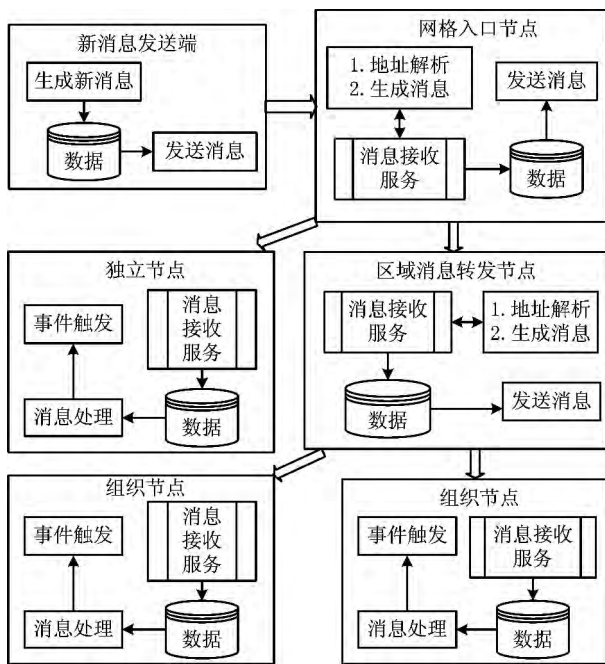 新消息发送端
生成新消息
数据
发送消息
网格入口节点
1. 地址解析
2. 生成消息
发送消息
消息接收
服务
数据
独立节点
事件触发
消息
接收
服务
消息处理
数据
区域消息转发节点
消息接收
服务
1. 地址解析
2. 生成消息
数据
发送消息
组织节点
事件触发
消息
接收
服务
消息处理
数据
组织节点
事件触发
消息接收
服务
消息处理
数据